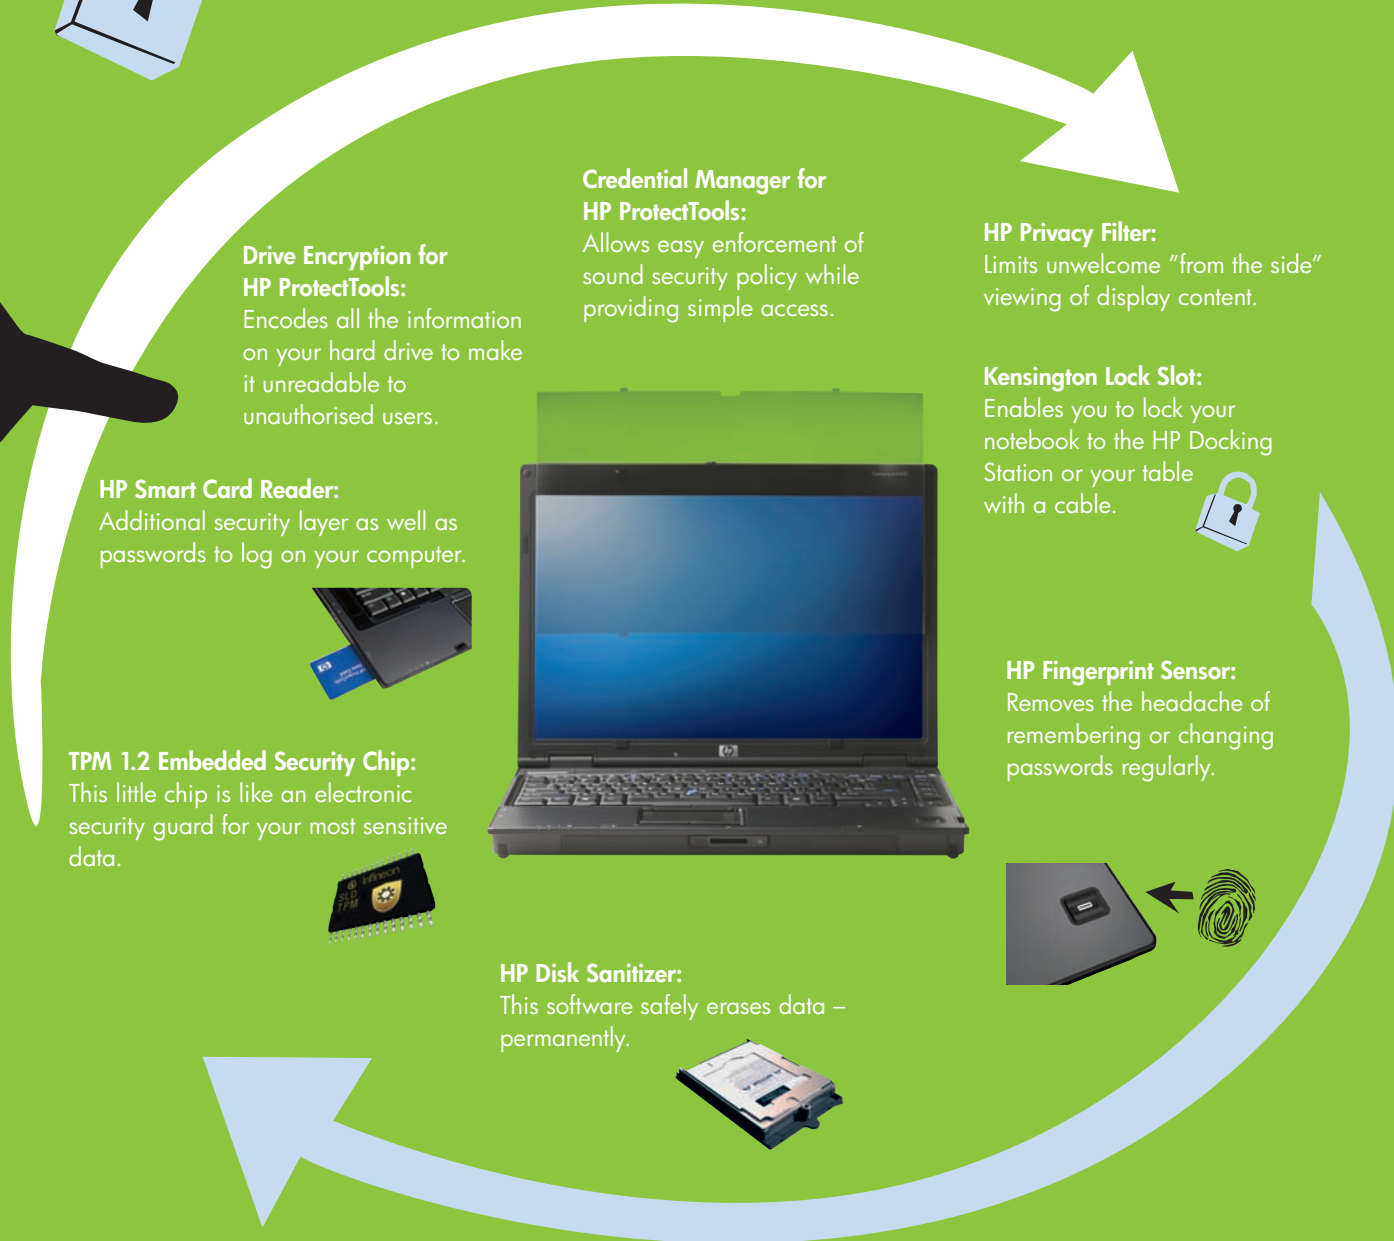 Credential Manager for
HP ProtectTools:
Allows easy enforcement of
sound security policy while
providing simple access.
HP Privacy Filter:
Limits unwelcome "from the side"
viewing of display content.
Drive Encryption for
HP ProtectTools:
Encodes all the information
on your hard drive to make
it unreadable to
unauthorised users.
Kensington Lock Slot:
Enables you to lock your
notebook to the HP Docking
Station or your table
with a cable.
HP Smart Card Reader:
Additional security layer as well as
passwords to log on your computer.
HP Fingerprint Sensor:
Removes the headache of
remembering or changing
passwords regularly.
TPM 1.2 Embedded Security Chip:
This little chip is like an electronic
security guard for your most sensitive
data.
Infineon
SLD
TPM
HP Disk Sanitizer:
This software safely erases data –
permanently.
hp